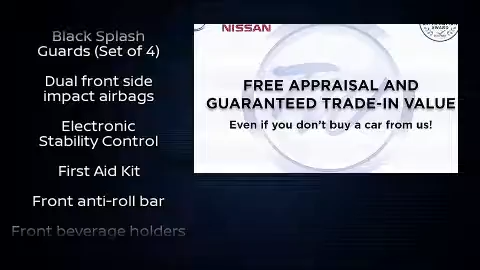 Black Splash
Guards (Set of 4)
Dual front side
impact airbags
Electronic
Stability Control
First Aid Kit
Front anti-roll bar
Front beverage holders
NISSAN
FREE APPRAISAL AND
GUARANTEED TRADE-IN VALUE
Even if you don't buy a car from us!